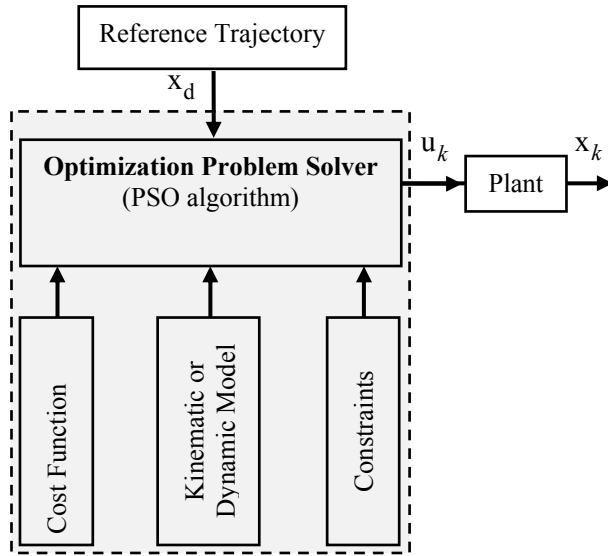 Reference Trajectory
x_d
Optimization Problem Solver
(PSO algorithm)
u_k
Plant
x_k
Cost Function
Kinematic or
Dynamic Model
Constraints